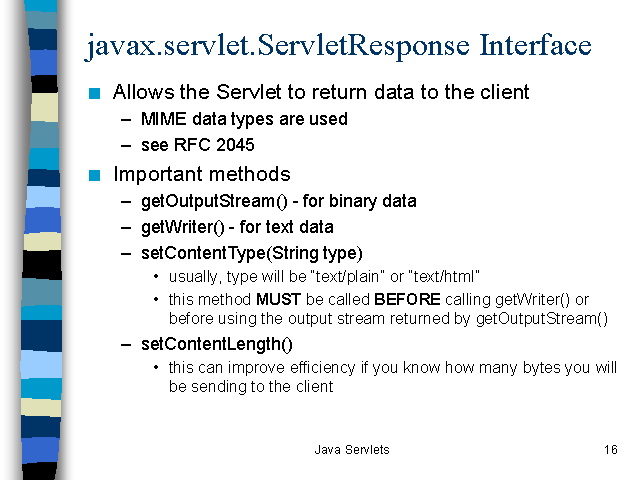 javax.servlet.ServletResponse Interface
■ Allows the Servlet to return data to the client
– MIME data types are used
– see RFC 2045
■ Important methods
– getOutputStream() - for binary data
– getWriter() - for text data
– setContentType(String type)
• usually, type will be “text/plain” or “text/html”
• this method MUST be called BEFORE calling getWriter() or
before using the output stream returned by getOutputStream()
– setContentLength()
• this can improve efficiency if you know how many bytes you will
be sending to the client
Java Servlets
16